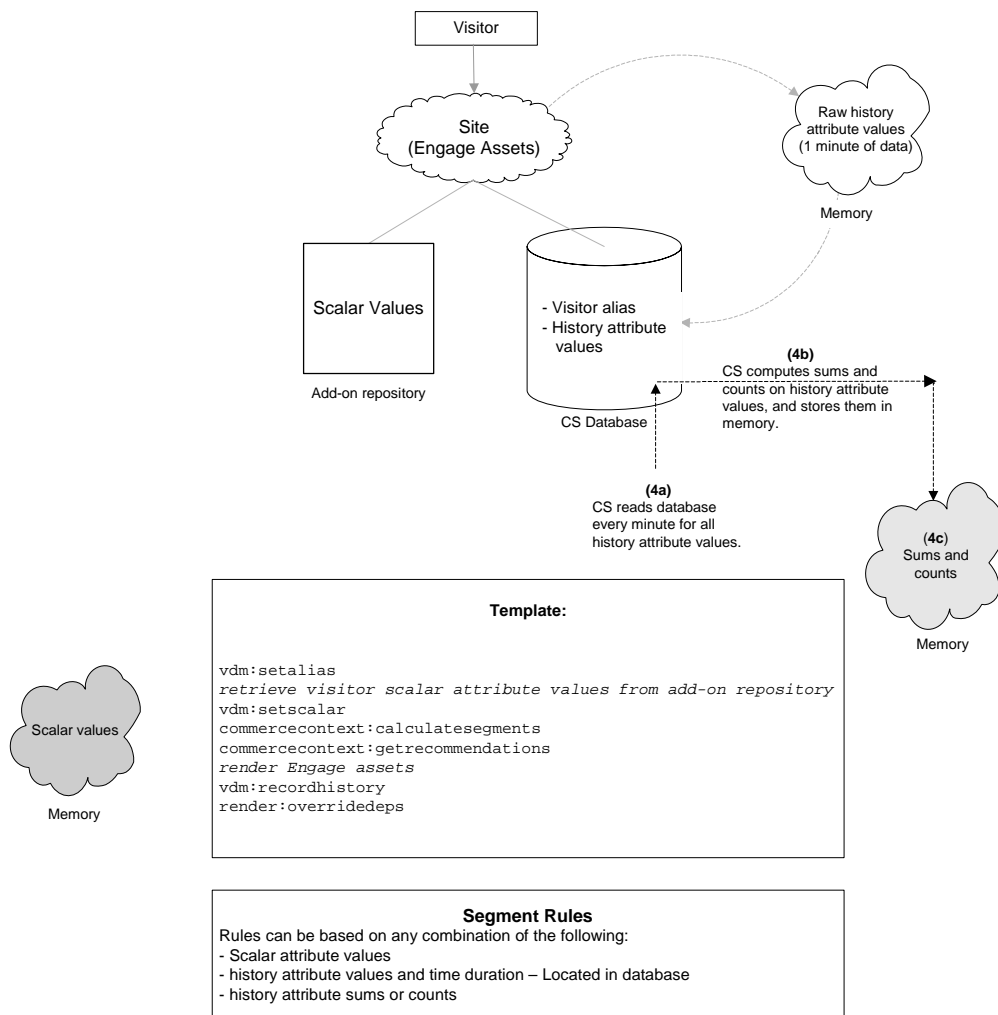 Visitor
Site
(Engage Assets)
Raw history
attribute values
(1 minute of data)
Memory
Scalar Values
Add-on repository
- Visitor alias
- History attribute
values
CS Database
(4b)
CS computes sums and
counts on history attribute
values, and stores them in
memory.
(4a)
CS reads database
every minute for all
history attribute values.
(4c)
Sums and
counts
Memory
Scalar values
Memory
Template:
vdm:setalias
retrieve visitor scalar attribute values from add-on repository
vdm:setscalar
commercecontext:calculatesegments
commercecontext:getrecommendations
render Engage assets
vdm:recordhistory
render:overridedeps
Segment Rules
Rules can be based on any combination of the following:
- Scalar attribute values
- history attribute values and time duration – Located in database
- history attribute sums or counts